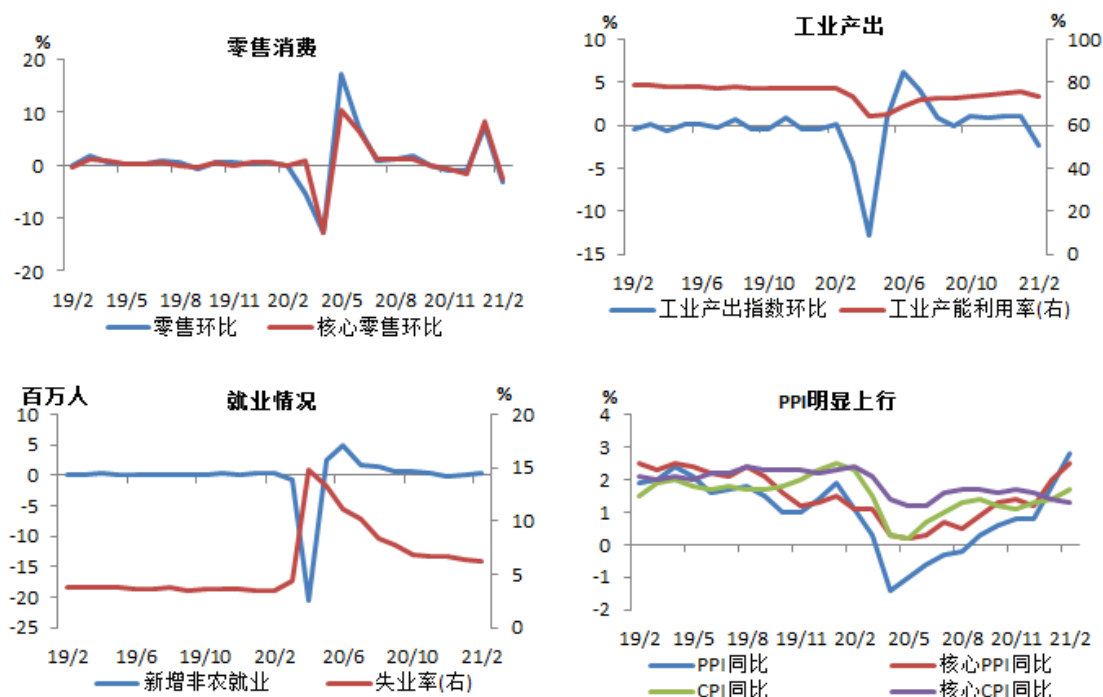 零售消费
%
20
10
0
-10
-20
19/2 19/5 19/8 19/11 20/2 20/5 20/8 20/11 21/2
零售环比 核心零售环比
工业产出
% %
10 100
5 80
0 60
-5 40
-10 20
-15 0
19/2 19/6 19/10 20/2 20/6 20/10 21/2
工业产出指数环比 工业产能利用率(右)
就业情况
百万人 %
10 20
5
0 15
-5
-10 10
-15
-20 5
-25 0
19/2 19/6 19/10 20/2 20/6 20/10 21/2
新增非农就业 失业率(右)
PPI明显上行
%
4
3
2
1
0
-1
-2
19/2 19/5 19/8 19/11 20/2 20/5 20/8 20/11 21/2
PPI同比 核心PPI同比
CPI同比 核心CPI同比